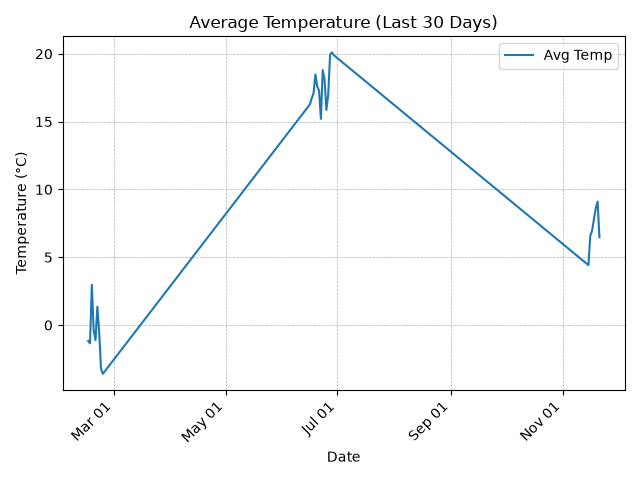 Average Temperature (Last 30 Days)
Avg Temp
Temperature (°C)
20
15
10
5
0
Mar 01
May 01
Jul 01
Sep 01
Nov 01
Date